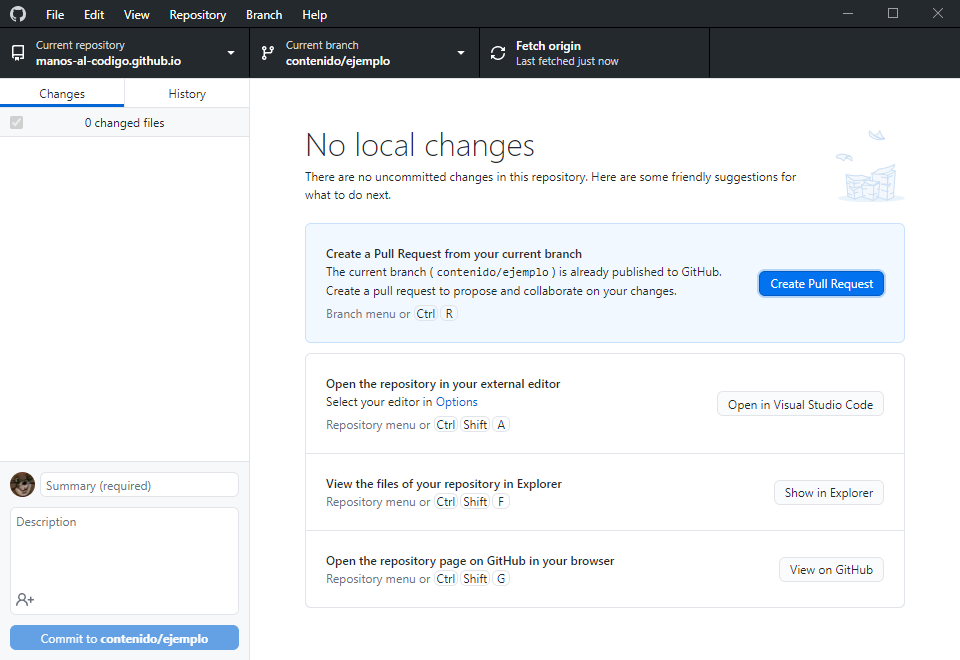 File Edit View Repository Branch Help
Current repository
manos-al-codigo.github.io
Current branch
contenido/ejemplo
Fetch origin
Last fetched just now
Changes History
0 changed files
No local changes
There are no uncommitted changes in this repository. Here are some friendly suggestions for
what to do next.
Create a Pull Request from your current branch
The current branch ( contenido/ejemplo ) is already published to GitHub.
Create a pull request to propose and collaborate on your changes.
Branch menu or Ctrl R
Create Pull Request
Open the repository in your external editor
Select your editor in Options
Repository menu or Ctrl Shift A
Open in Visual Studio Code
View the files of your repository in Explorer
Repository menu or Ctrl Shift F
Show in Explorer
Open the repository page on GitHub in your browser
Repository menu or Ctrl Shift G
View on GitHub
Summary (required)
Description
Commit to contenido/ejemplo